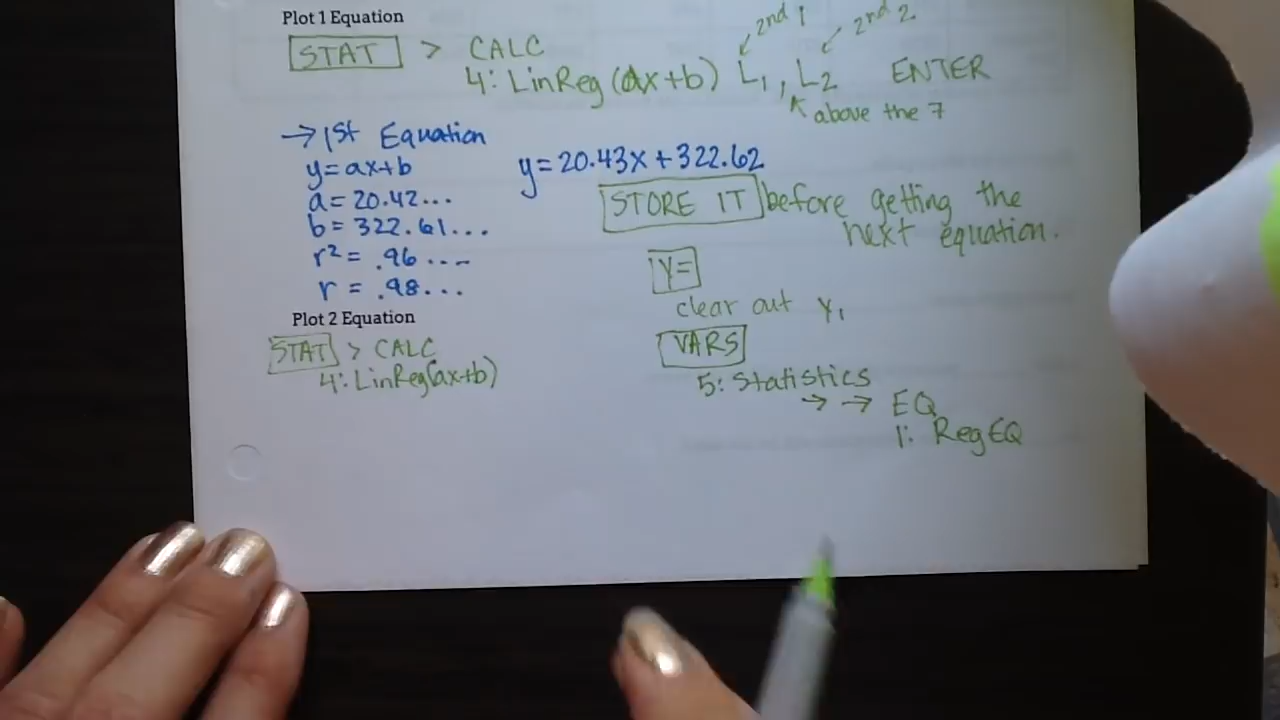 Plot 1 Equation
2nd 1 2nd 2
STAT > CALC
4: LinReg (ax+b) L1 , L2 ENTER
above the 7
→ 1st Equation
y=ax+b
a= 20.42...
b= 322.61...
r²= .96 ....
r = .98...
y=20.43x+322.62
STORE IT before getting the
next equation.
Y=
clear out Y1
VARS
5: Statistics
→ → EQ
1: RegEQ
Plot 2 Equation
STAT > CALC
4: LinReg(ax+b)